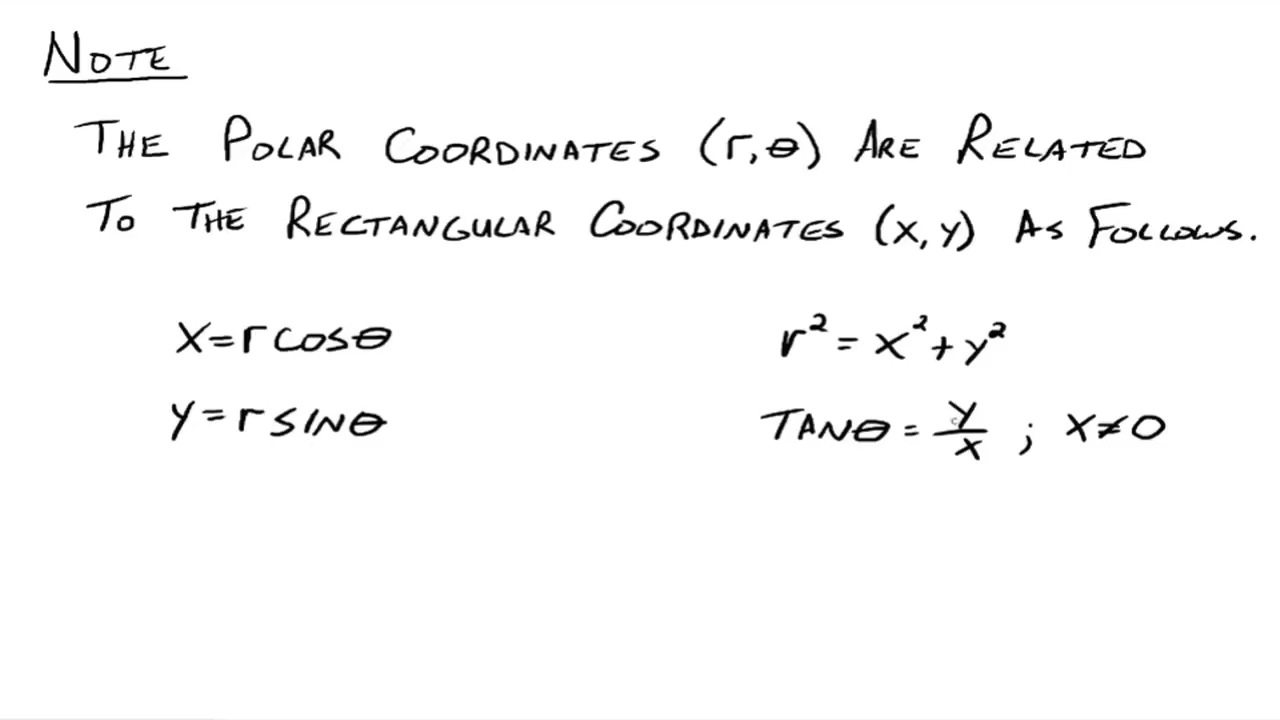 NOTE
THE POLAR COORDINATES (r, θ) ARE RELATED
TO THE RECTANGULAR COORDINATES (x, y) AS FOLLOWS.
x = r cos θ
y = r sin θ
r² = x² + y²
TAN θ = y/x ; x ≠ 0